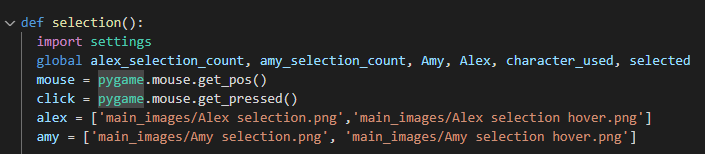 def selection():
import settings
global alex_selection_count, amy_selection_count, Amy, Alex, character_used, selected
mouse = pygame.mouse.get_pos()
click = pygame.mouse.get_pressed()
alex = ['main_images/Alex selection.png','main_images/Alex selection hover.png']
amy = ['main_images/Amy selection.png', 'main_images/Amy selection hover.png']